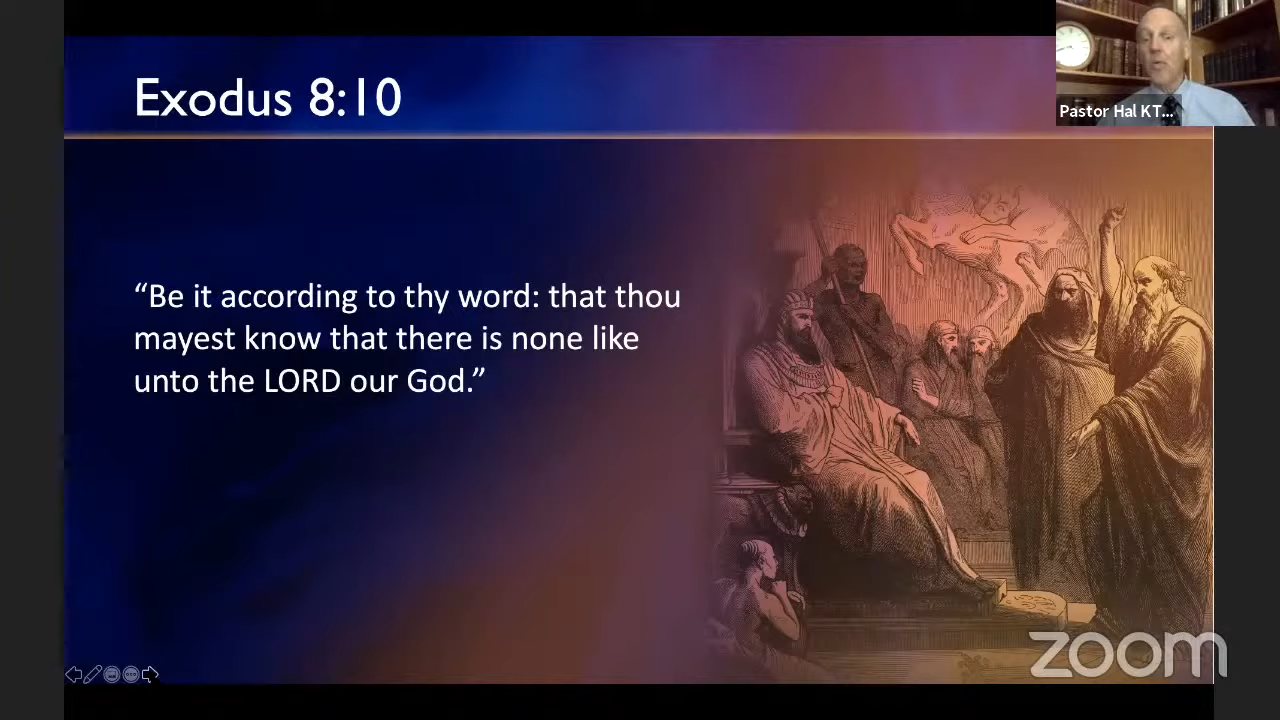 Exodus 8:10
Pastor Hal KT...
“Be it according to thy word: that thou
mayest know that there is none like
unto the LORD our God.”
zoom